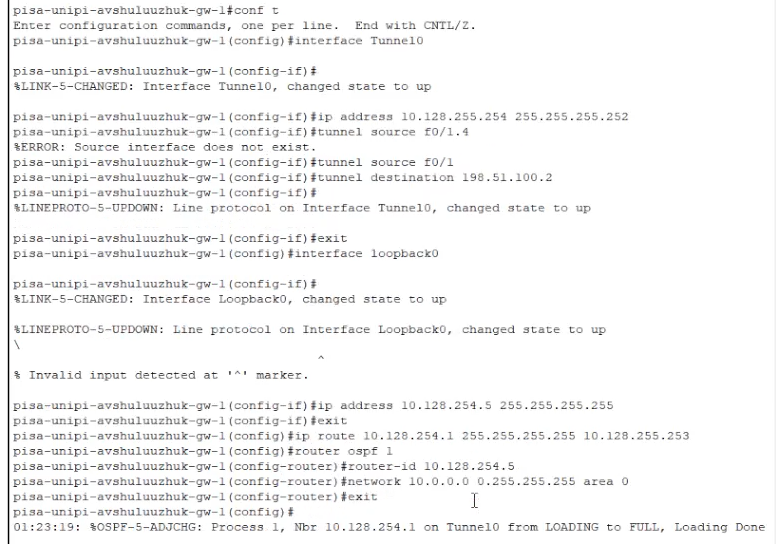 pisa-unipi-avshuluuzhuk-gw-1#conf t
Enter configuration commands, one per line.  End with CNTL/Z.
pisa-unipi-avshuluuzhuk-gw-1(config)#interface Tunnel0
pisa-unipi-avshuluuzhuk-gw-1(config-if)#
%LINK-5-CHANGED: Interface Tunnel0, changed state to up
pisa-unipi-avshuluuzhuk-gw-1(config-if)#ip address 10.128.255.254 255.255.255.252
pisa-unipi-avshuluuzhuk-gw-1(config-if)#tunnel source f0/1.4
%ERROR: Source interface does not exist.
pisa-unipi-avshuluuzhuk-gw-1(config-if)#tunnel source f0/1
pisa-unipi-avshuluuzhuk-gw-1(config-if)#tunnel destination 198.51.100.2
pisa-unipi-avshuluuzhuk-gw-1(config-if)#
%LINEPROTO-5-UPDOWN: Line protocol on Interface Tunnel0, changed state to up
pisa-unipi-avshuluuzhuk-gw-1(config-if)#exit
pisa-unipi-avshuluuzhuk-gw-1(config)#interface loopback0
pisa-unipi-avshuluuzhuk-gw-1(config-if)#
%LINK-5-CHANGED: Interface Loopback0, changed state to up
%LINEPROTO-5-UPDOWN: Line protocol on Interface Loopback0, changed state to up
\
^
% Invalid input detected at '^' marker.
pisa-unipi-avshuluuzhuk-gw-1(config-if)#ip address 10.128.254.5 255.255.255.255
pisa-unipi-avshuluuzhuk-gw-1(config-if)#exit
pisa-unipi-avshuluuzhuk-gw-1(config)#ip route 10.128.254.1 255.255.255.255 10.128.255.253
pisa-unipi-avshuluuzhuk-gw-1(config)#router ospf 1
pisa-unipi-avshuluuzhuk-gw-1(config-router)#router-id 10.128.254.5
pisa-unipi-avshuluuzhuk-gw-1(config-router)#network 10.0.0.0 0.255.255.255 area 0
pisa-unipi-avshuluuzhuk-gw-1(config-router)#exit
pisa-unipi-avshuluuzhuk-gw-1(config)#
01:23:19: %OSPF-5-ADJCHG: Process 1, Nbr 10.128.254.1 on Tunnel0 from LOADING to FULL, Loading Done